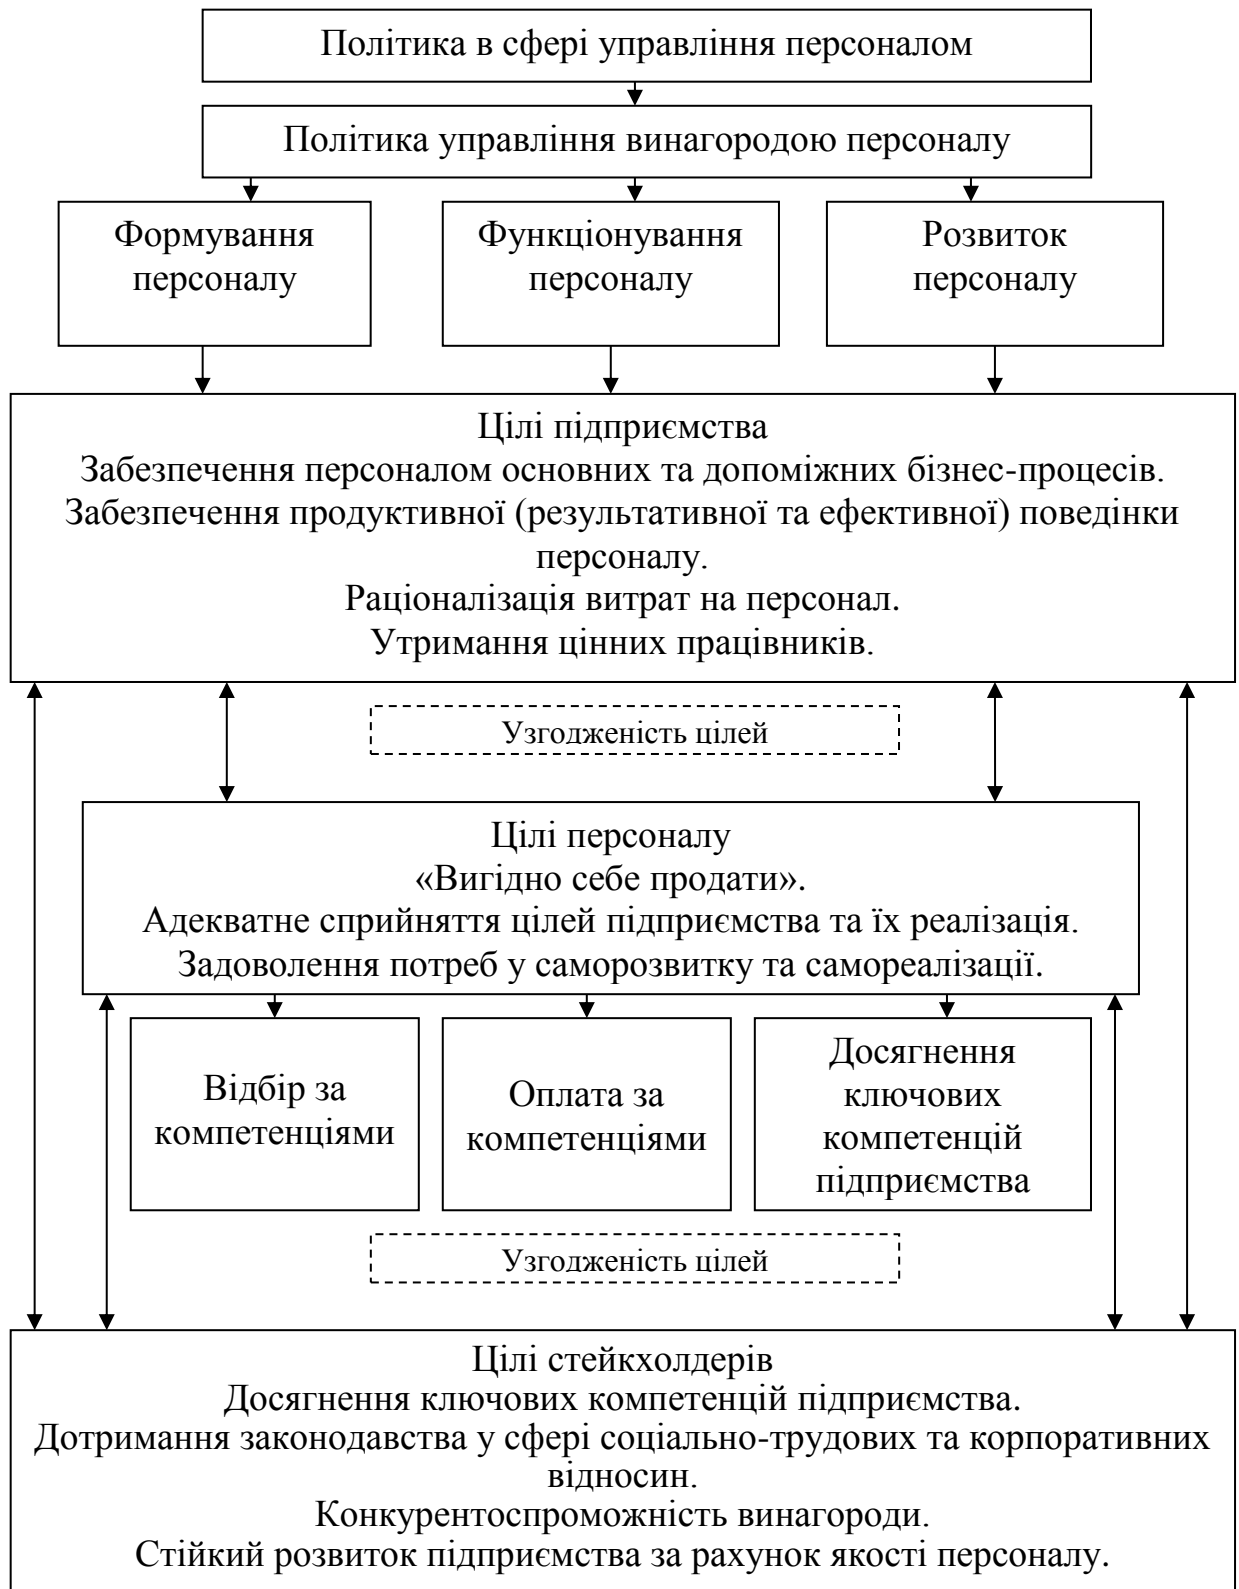 Політика в сфері управління персоналом
Політика управління винагородою персоналу
Формування
персоналу
Функціонування
персоналу
Розвиток
персоналу
Цілі підприємства
Забезпечення персоналом основних та допоміжних бізнес-процесів.
Забезпечення продуктивної (результативної та ефективної) поведінки
персоналу.
Раціоналізація витрат на персонал.
Утримання цінних працівників.
Узгодженість цілей
Цілі персоналу
«Вигідно себе продати».
Адекватне сприйняття цілей підприємства та їх реалізація.
Задоволення потреб у саморозвитку та самореалізації.
Відбір за
компетенціями
Оплата за
компетенціями
Досягнення
ключових
компетенцій
підприємства
Узгодженість цілей
Цілі стейкхолдерів
Досягнення ключових компетенцій підприємства.
Дотримання законодавства у сфері соціально-трудових та корпоративних
відносин.
Конкурентоспроможність винагороди.
Стійкий розвиток підприємства за рахунок якості персоналу.